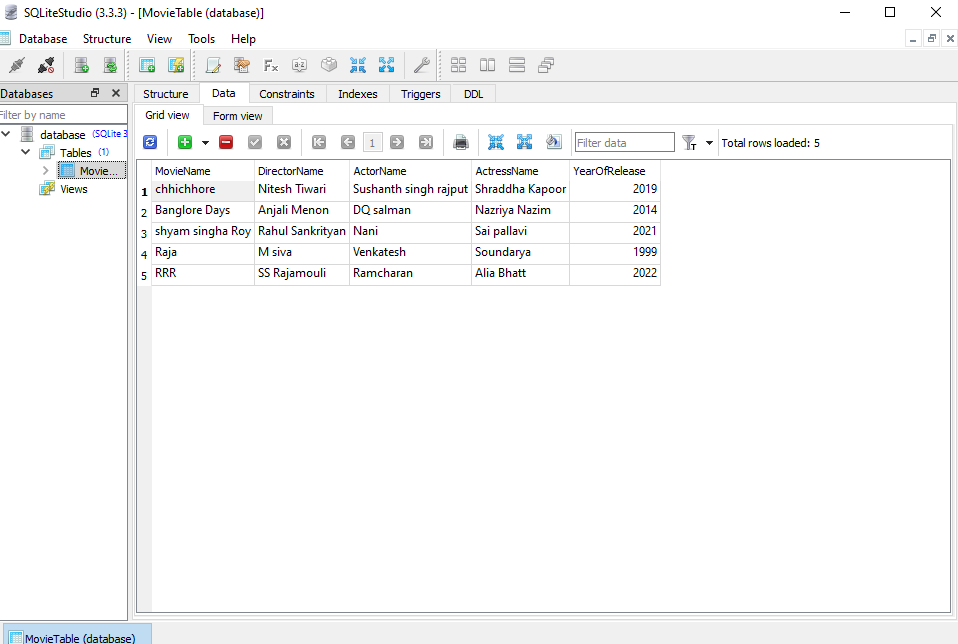 SQLiteStudio (3.3.3) - [MovieTable (database)]
Database Structure View Tools Help
Databases
Filter by name
database (SQLite 3
Tables (1)
Movie...
Views
Structure Data Constraints Indexes Triggers DDL
Grid view Form view
1 Filter data Total rows loaded: 5
MovieName DirectorName ActorName ActressName YearOfRelease
1 chhichhore Nitesh Tiwari Sushanth singh rajput Shraddha Kapoor 2019
2 Banglore Days Anjali Menon DQ salman Nazriya Nazim 2014
3 shyam singha Roy Rahul Sankrityan Nani Sai pallavi 2021
4 Raja M siva Venkatesh Soundarya 1999
5 RRR SS Rajamouli Ramcharan Alia Bhatt 2022
MovieTable (database)